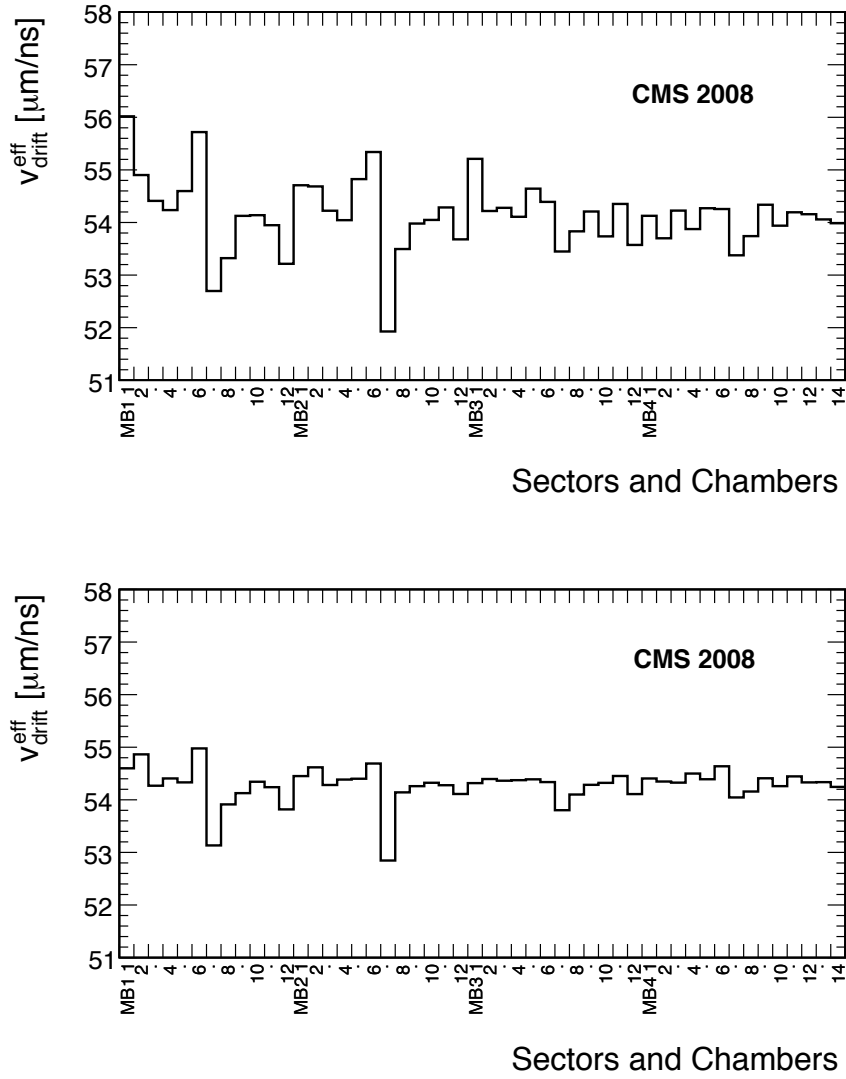 58
57
56
55
54
53
52
51
v eff drift [μm/ns]
CMS 2008
MB1 1 2 . 4 . 6 . 8 . 10 . 12 MB2 1 2 . 4 . 6 . 8 . 10 . 12 MB3 1 2 . 4 . 6 . 8 . 10 . 12 MB4 1 2 . 4 . 6 . 8 . 10 . 12 . 14
Sectors and Chambers
58
57
56
55
54
53
52
51
v eff drift [μm/ns]
CMS 2008
MB1 1 2 . 4 . 6 . 8 . 10 . 12 MB2 1 2 . 4 . 6 . 8 . 10 . 12 MB3 1 2 . 4 . 6 . 8 . 10 . 12 MB4 1 2 . 4 . 6 . 8 . 10 . 12 . 14
Sectors and Chambers